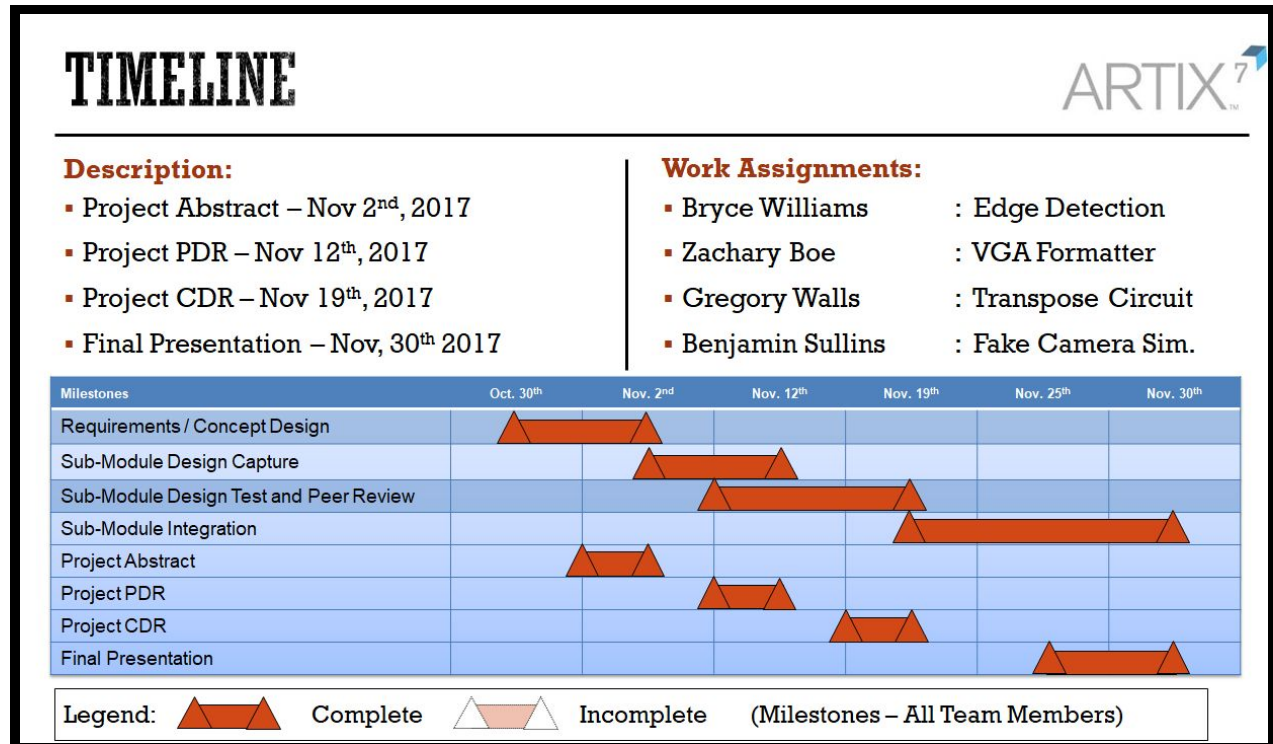 TIMELINE
ARTIX 7 ™
Description:
▪ Project Abstract – Nov 2nd, 2017
▪ Project PDR – Nov 12th, 2017
▪ Project CDR – Nov 19th, 2017
▪ Final Presentation – Nov, 30th 2017
Work Assignments:
▪ Bryce Williams : Edge Detection
▪ Zachary Boe : VGA Formatter
▪ Gregory Walls : Transpose Circuit
▪ Benjamin Sullins : Fake Camera Sim.
Milestones Oct. 30th Nov. 2nd Nov. 12th Nov. 19th Nov. 25th Nov. 30th
Requirements / Concept Design
Sub-Module Design Capture
Sub-Module Design Test and Peer Review
Sub-Module Integration
Project Abstract
Project PDR
Project CDR
Final Presentation
Legend: Complete Incomplete (Milestones – All Team Members)